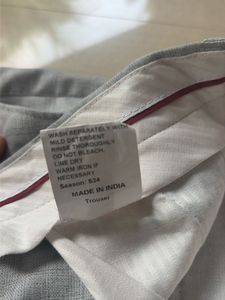 WASH SEPARATELY WITH
MILD DETERGENT
RINSE THOROUGHLY
DO NOT BLEACH.
LINE DRY
WARM IRON IF
NECESSARY
Season: S24
MADE IN INDIA
Trouser